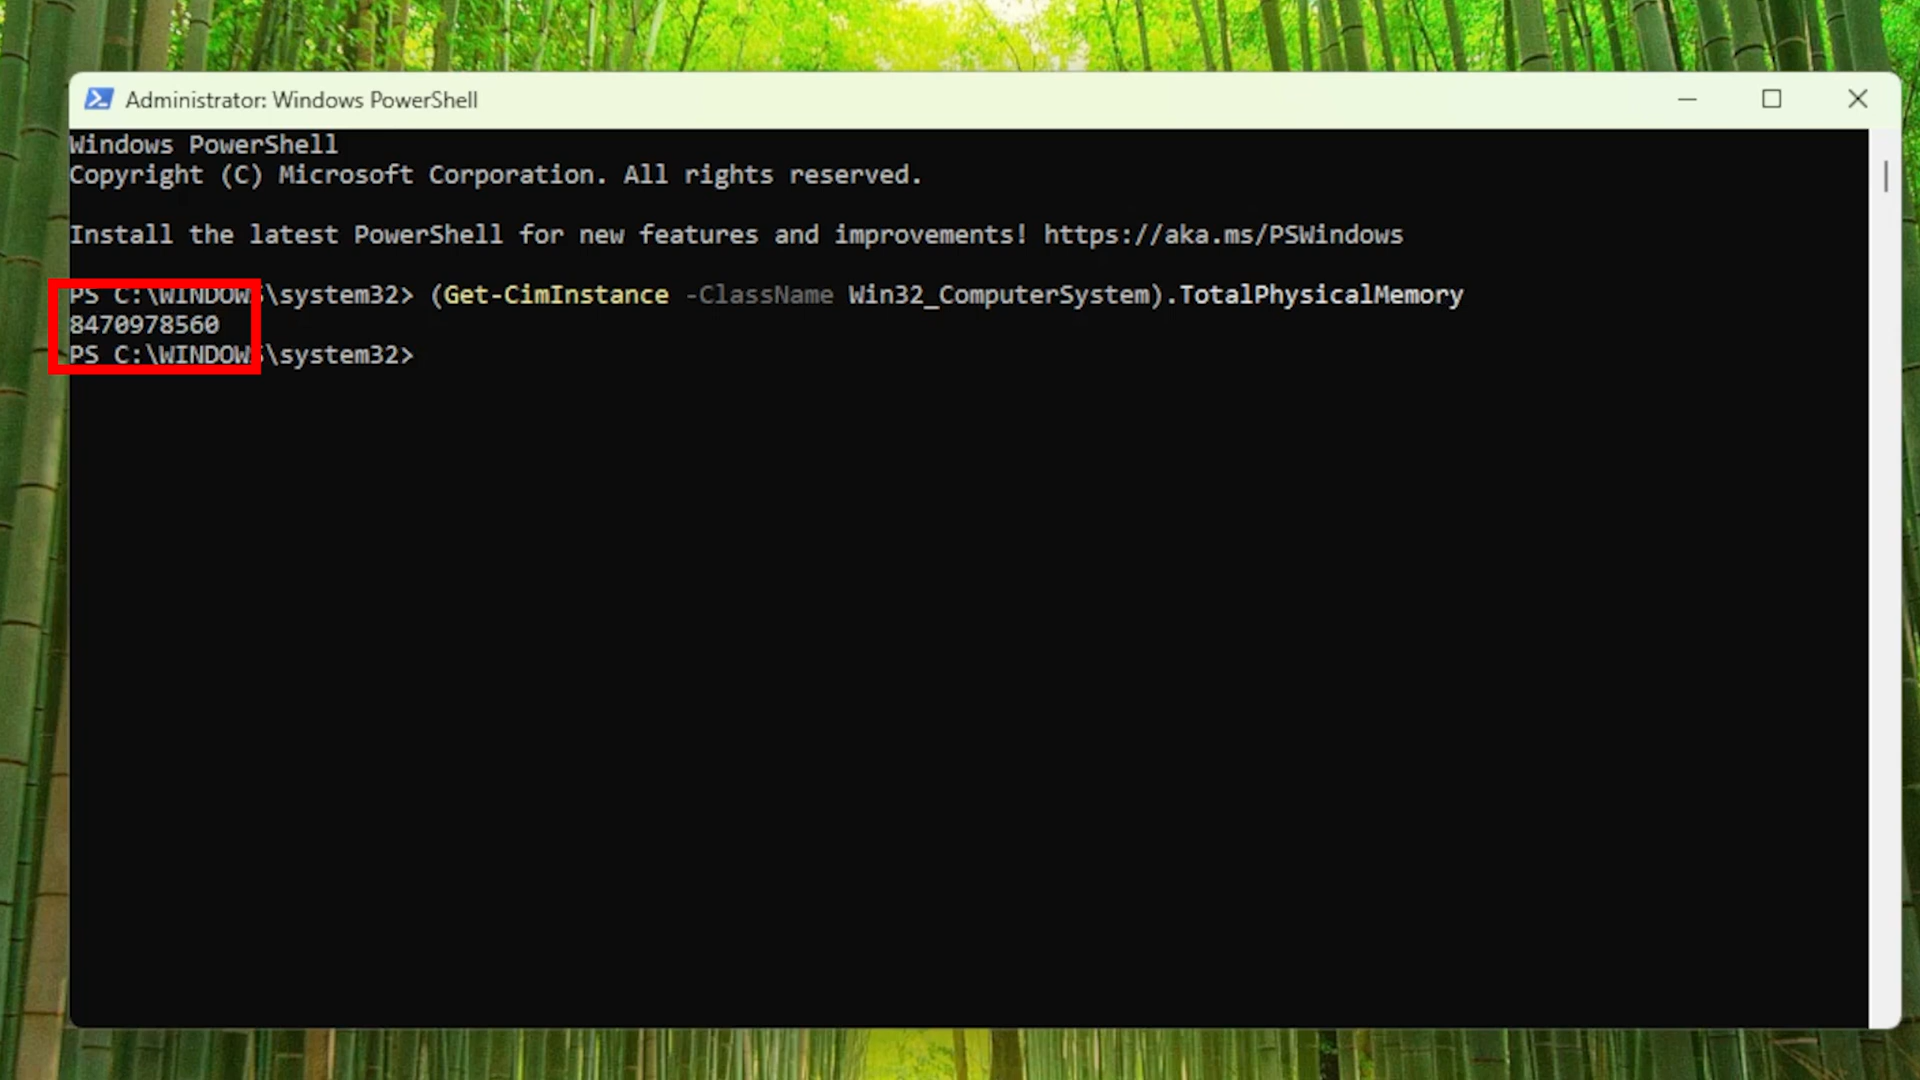 Administrator: Windows PowerShell
Windows PowerShell
Copyright (C) Microsoft Corporation. All rights reserved.
Install the latest PowerShell for new features and improvements! https://aka.ms/PSWindows
PS C:\WINDOWS\system32> (Get-CimInstance -ClassName Win32_ComputerSystem).TotalPhysicalMemory
8470978560
PS C:\WINDOWS\system32>